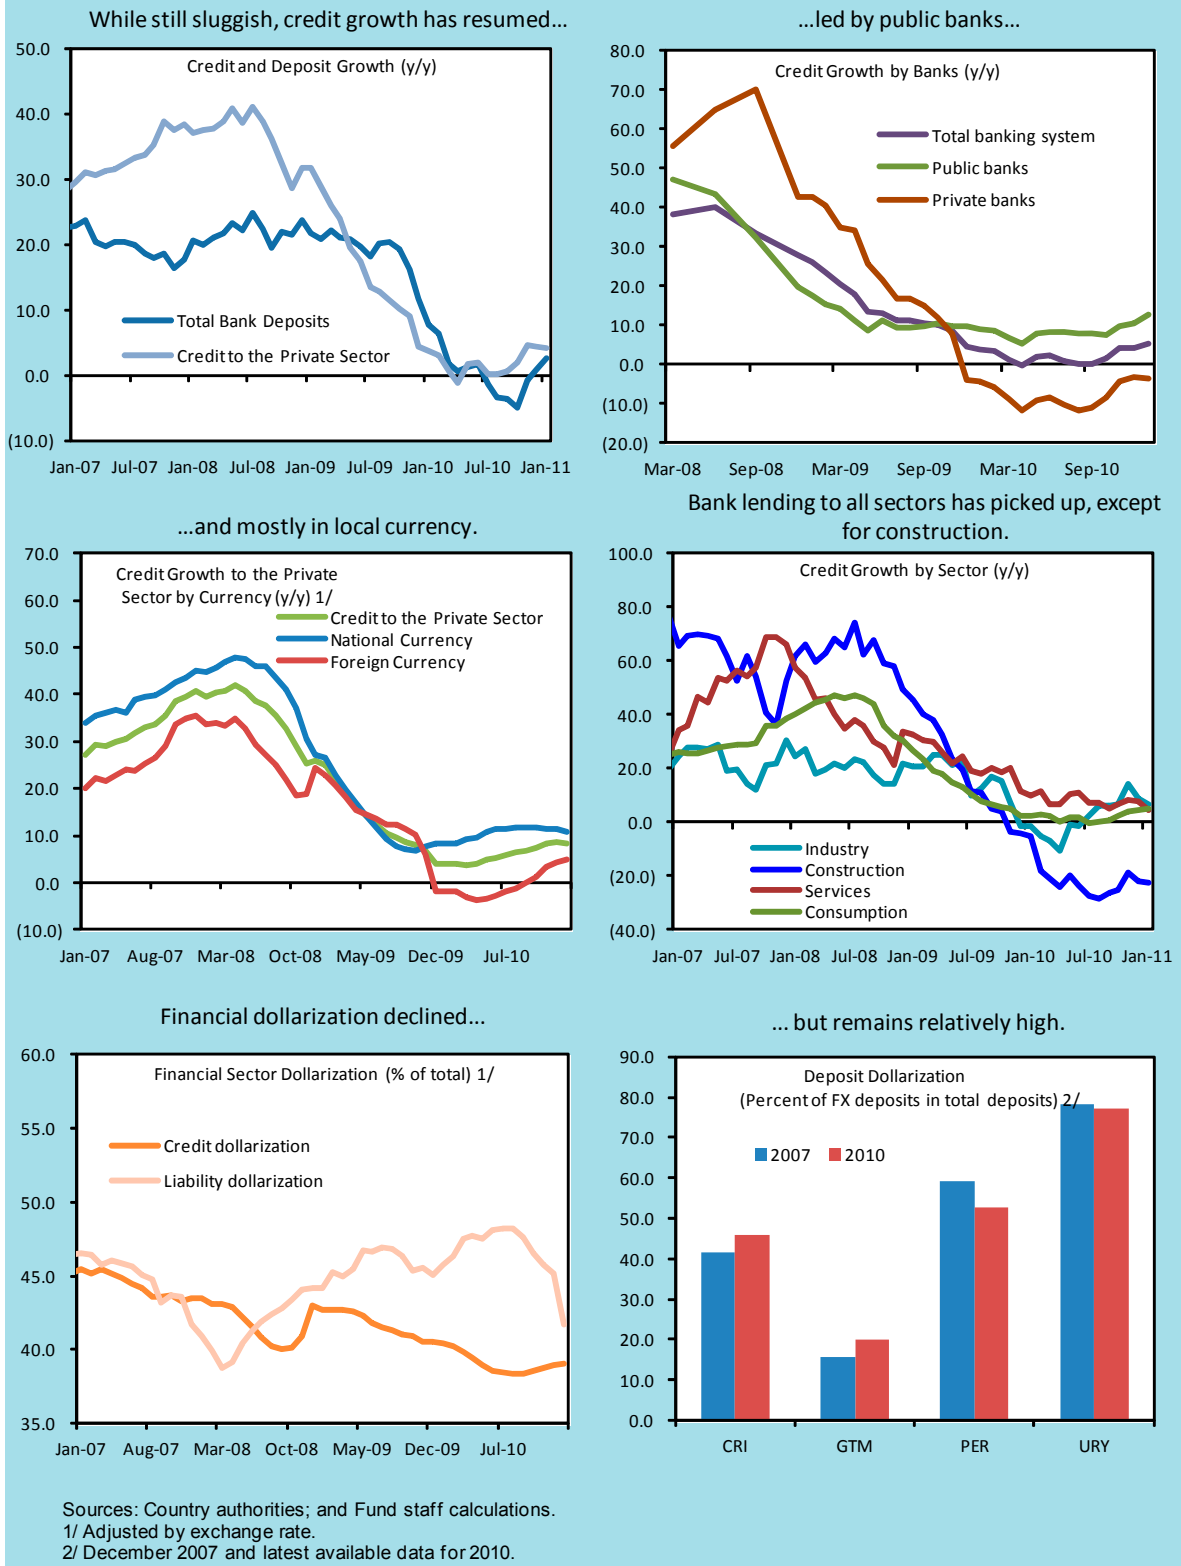 While still sluggish, credit growth has resumed...
Credit and Deposit Growth (y/y)
50.0
40.0
30.0
20.0
10.0
0.0
(10.0)
Total Bank Deposits
Credit to the Private Sector
Jan-07 Jul-07 Jan-08 Jul-08 Jan-09 Jul-09 Jan-10 Jul-10 Jan-11
...led by public banks...
Credit Growth by Banks (y/y)
80.0
70.0
60.0
50.0
40.0
30.0
20.0
10.0
0.0
(10.0)
(20.0)
Total banking system
Public banks
Private banks
Mar-08 Sep-08 Mar-09 Sep-09 Mar-10 Sep-10
...and mostly in local currency.
Credit Growth to the Private
Sector by Currency (y/y) 1/
70.0
60.0
50.0
40.0
30.0
20.0
10.0
0.0
(10.0)
Credit to the Private Sector
National Currency
Foreign Currency
Jan-07 Aug-07 Mar-08 Oct-08 May-09 Dec-09 Jul-10
Bank lending to all sectors has picked up, except
for construction.
Credit Growth by Sector (y/y)
100.0
80.0
60.0
40.0
20.0
0.0
(20.0)
(40.0)
Industry
Construction
Services
Consumption
Jan-07 Jul-07 Jan-08 Jul-08 Jan-09 Jul-09 Jan-10 Jul-10 Jan-11
Financial dollarization declined...
Financial Sector Dollarization (% of total) 1/
60.0
55.0
50.0
45.0
40.0
35.0
Credit dollarization
Liability dollarization
Jan-07 Aug-07 Mar-08 Oct-08 May-09 Dec-09 Jul-10
... but remains relatively high.
Deposit Dollarization
(Percent of FX deposits in total deposits) 2/
90.0
80.0
70.0
60.0
50.0
40.0
30.0
20.0
10.0
0.0
2007 2010
CRI GTM PER URY
Sources: Country authorities; and Fund staff calculations.
1/ Adjusted by exchange rate.
2/ December 2007 and latest available data for 2010.